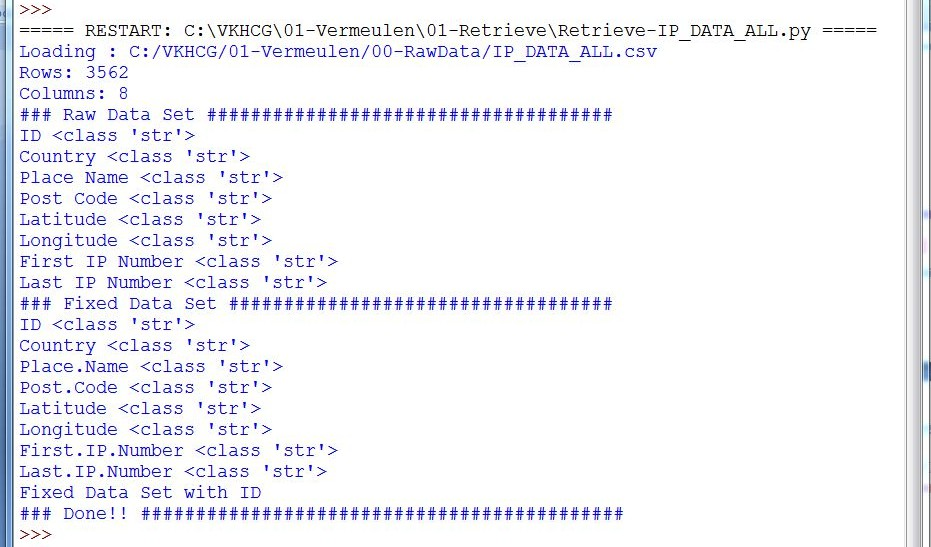 >>>
===== RESTART: C:\VKHCG\01-Vermeulen\01-Retrieve\Retrieve-IP_DATA_ALL.py =====
Loading : C:/VKHCG/01-Vermeulen/00-RawData/IP_DATA_ALL.csv
Rows: 3562
Columns: 8
### Raw Data Set #####################################
ID <class 'str'>
Country <class 'str'>
Place Name <class 'str'>
Post Code <class 'str'>
Latitude <class 'str'>
Longitude <class 'str'>
First IP Number <class 'str'>
Last IP Number <class 'str'>
### Fixed Data Set ###################################
ID <class 'str'>
Country <class 'str'>
Place.Name <class 'str'>
Post.Code <class 'str'>
Latitude <class 'str'>
Longitude <class 'str'>
First.IP.Number <class 'str'>
Last.IP.Number <class 'str'>
Fixed Data Set with ID
### Done!! ############################################
>>>